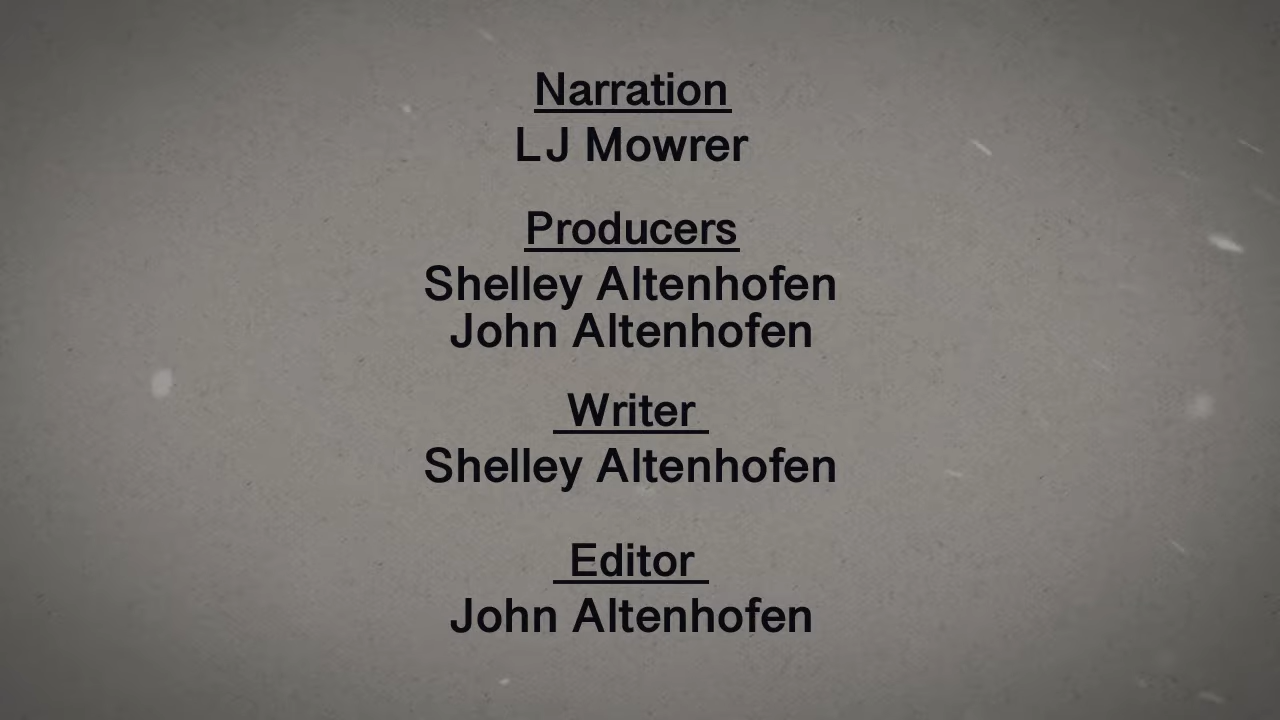 Narration
LJ Mowrer
Producers
Shelley Altenhofen
John Altenhofen
Writer
Shelley Altenhofen
Editor
John Altenhofen